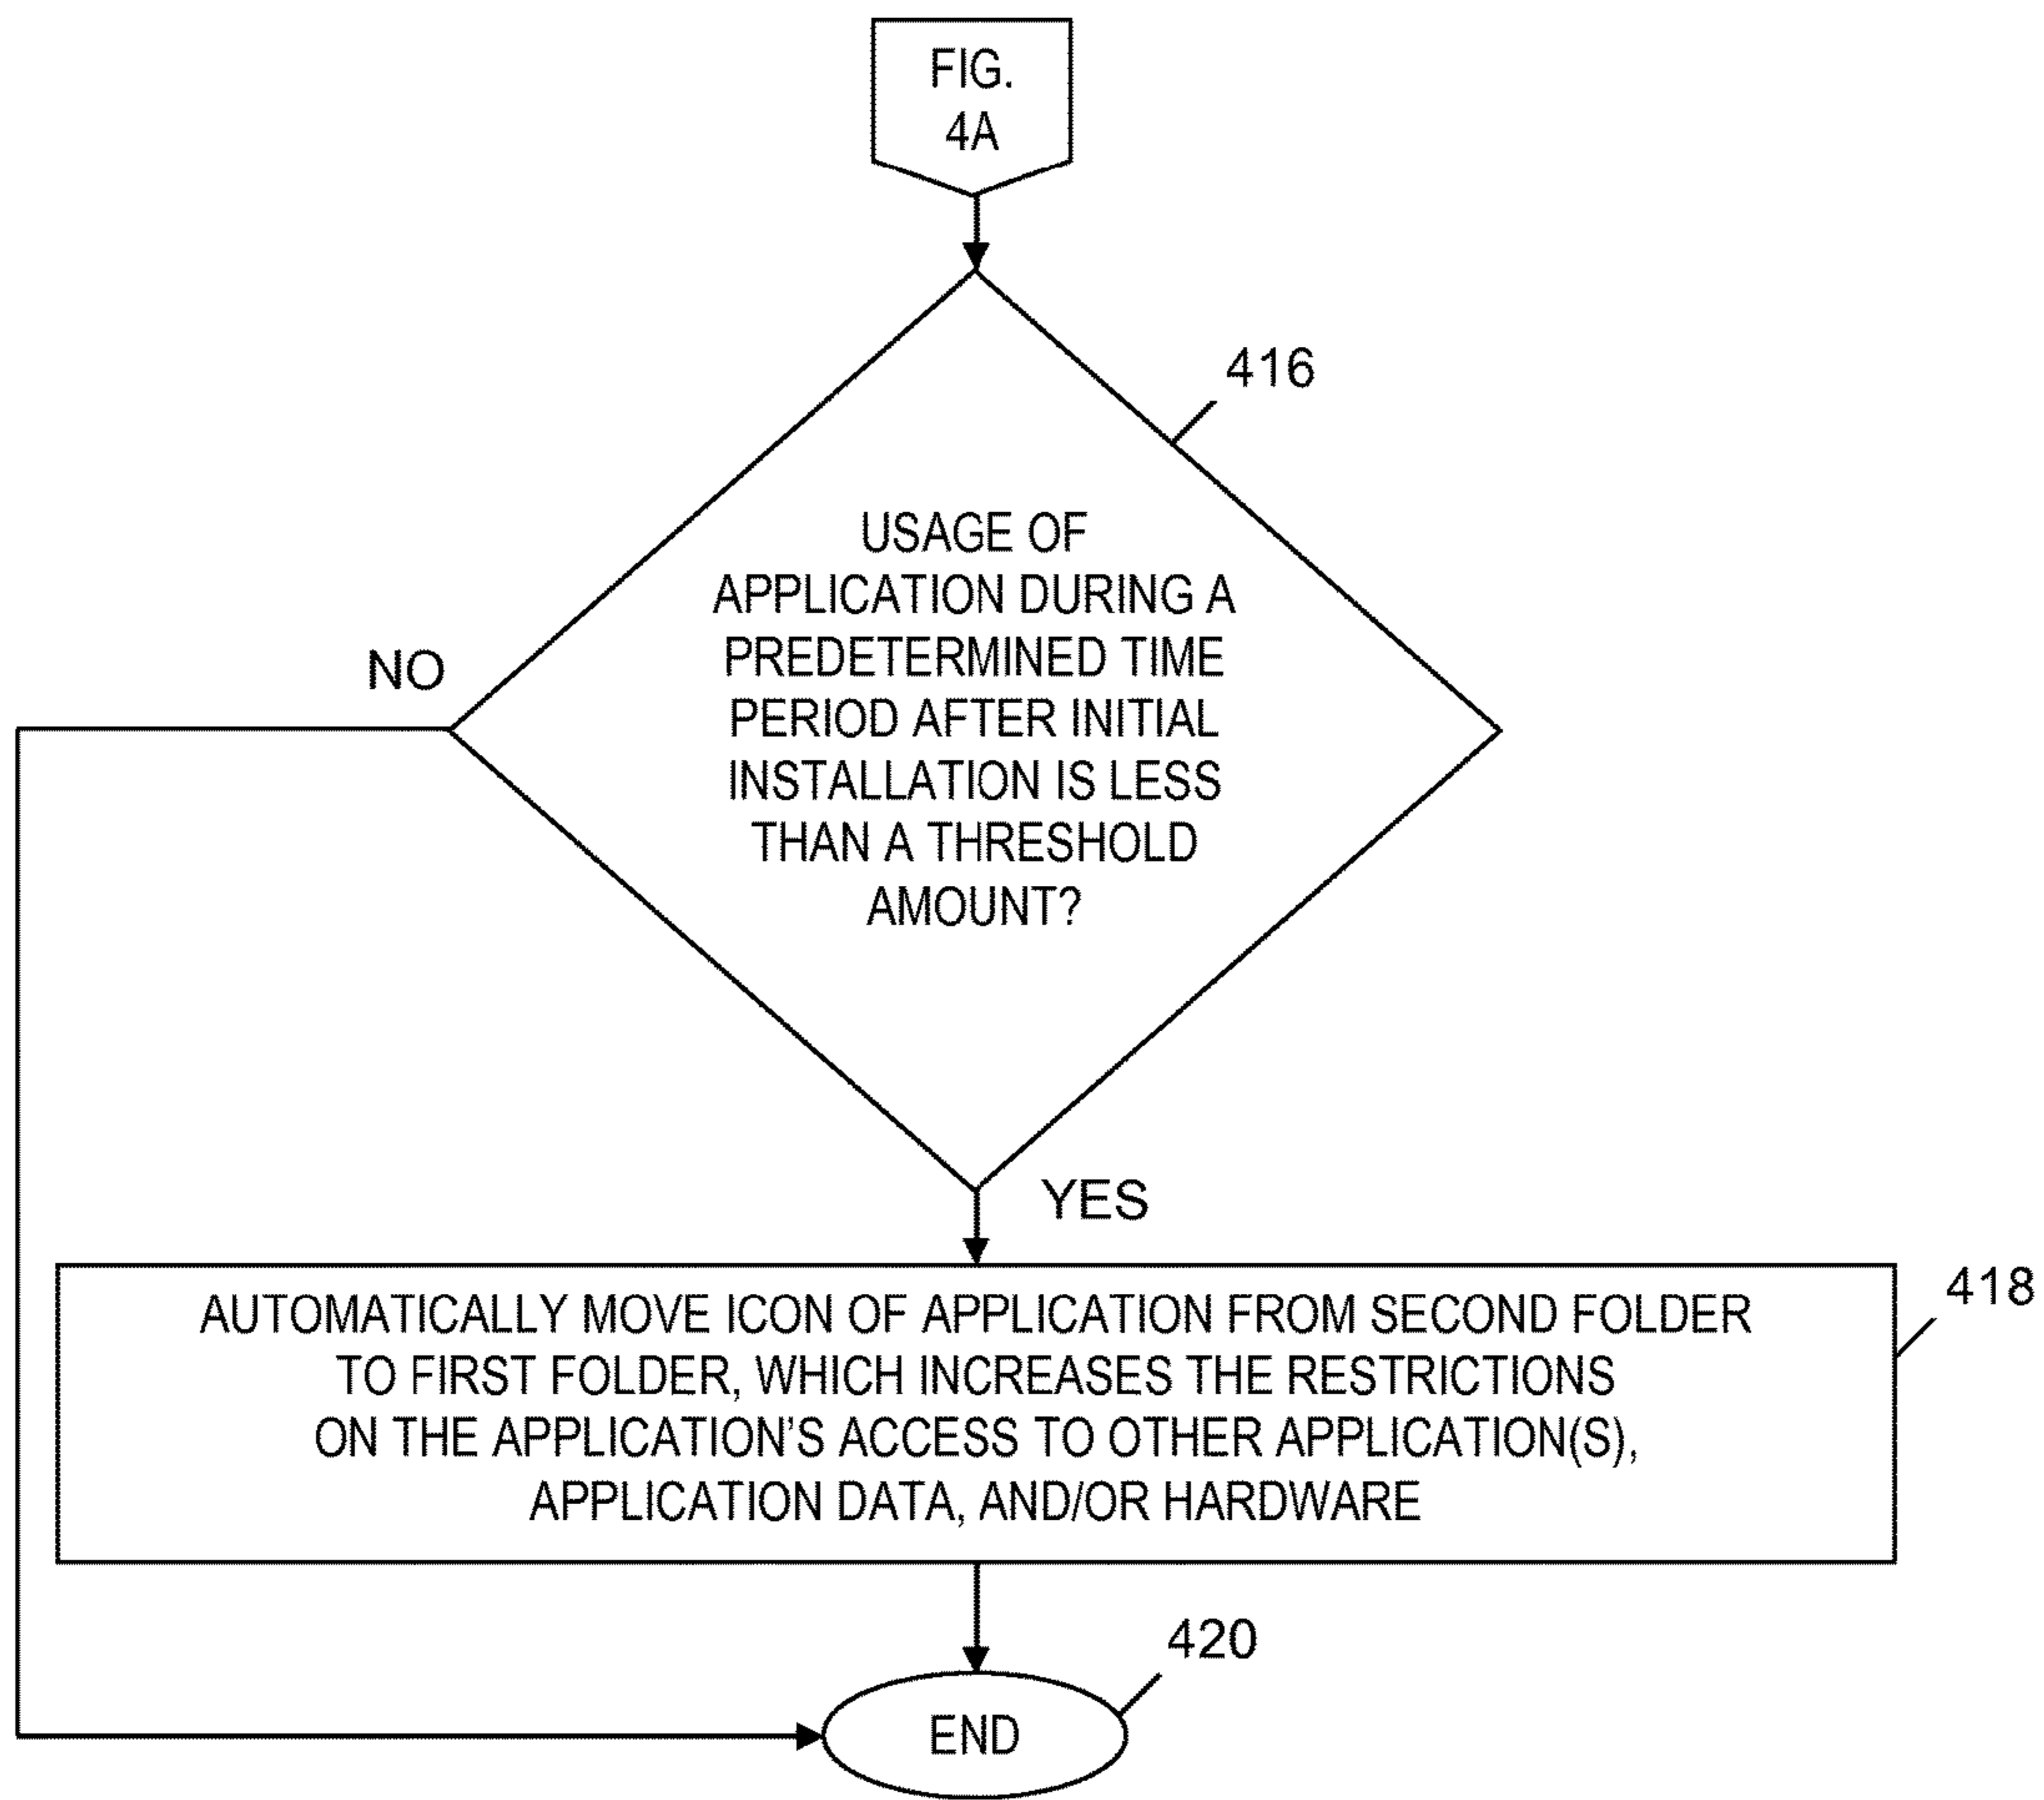 FIG.
4A
416
USAGE OF
APPLICATION DURING A
PREDETERMINED TIME
PERIOD AFTER INITIAL
INSTALLATION IS LESS
THAN A THRESHOLD
AMOUNT?
NO
YES
418
AUTOMATICALLY MOVE ICON OF APPLICATION FROM SECOND FOLDER
TO FIRST FOLDER, WHICH INCREASES THE RESTRICTIONS
ON THE APPLICATION’S ACCESS TO OTHER APPLICATION(S),
APPLICATION DATA, AND/OR HARDWARE
420
END